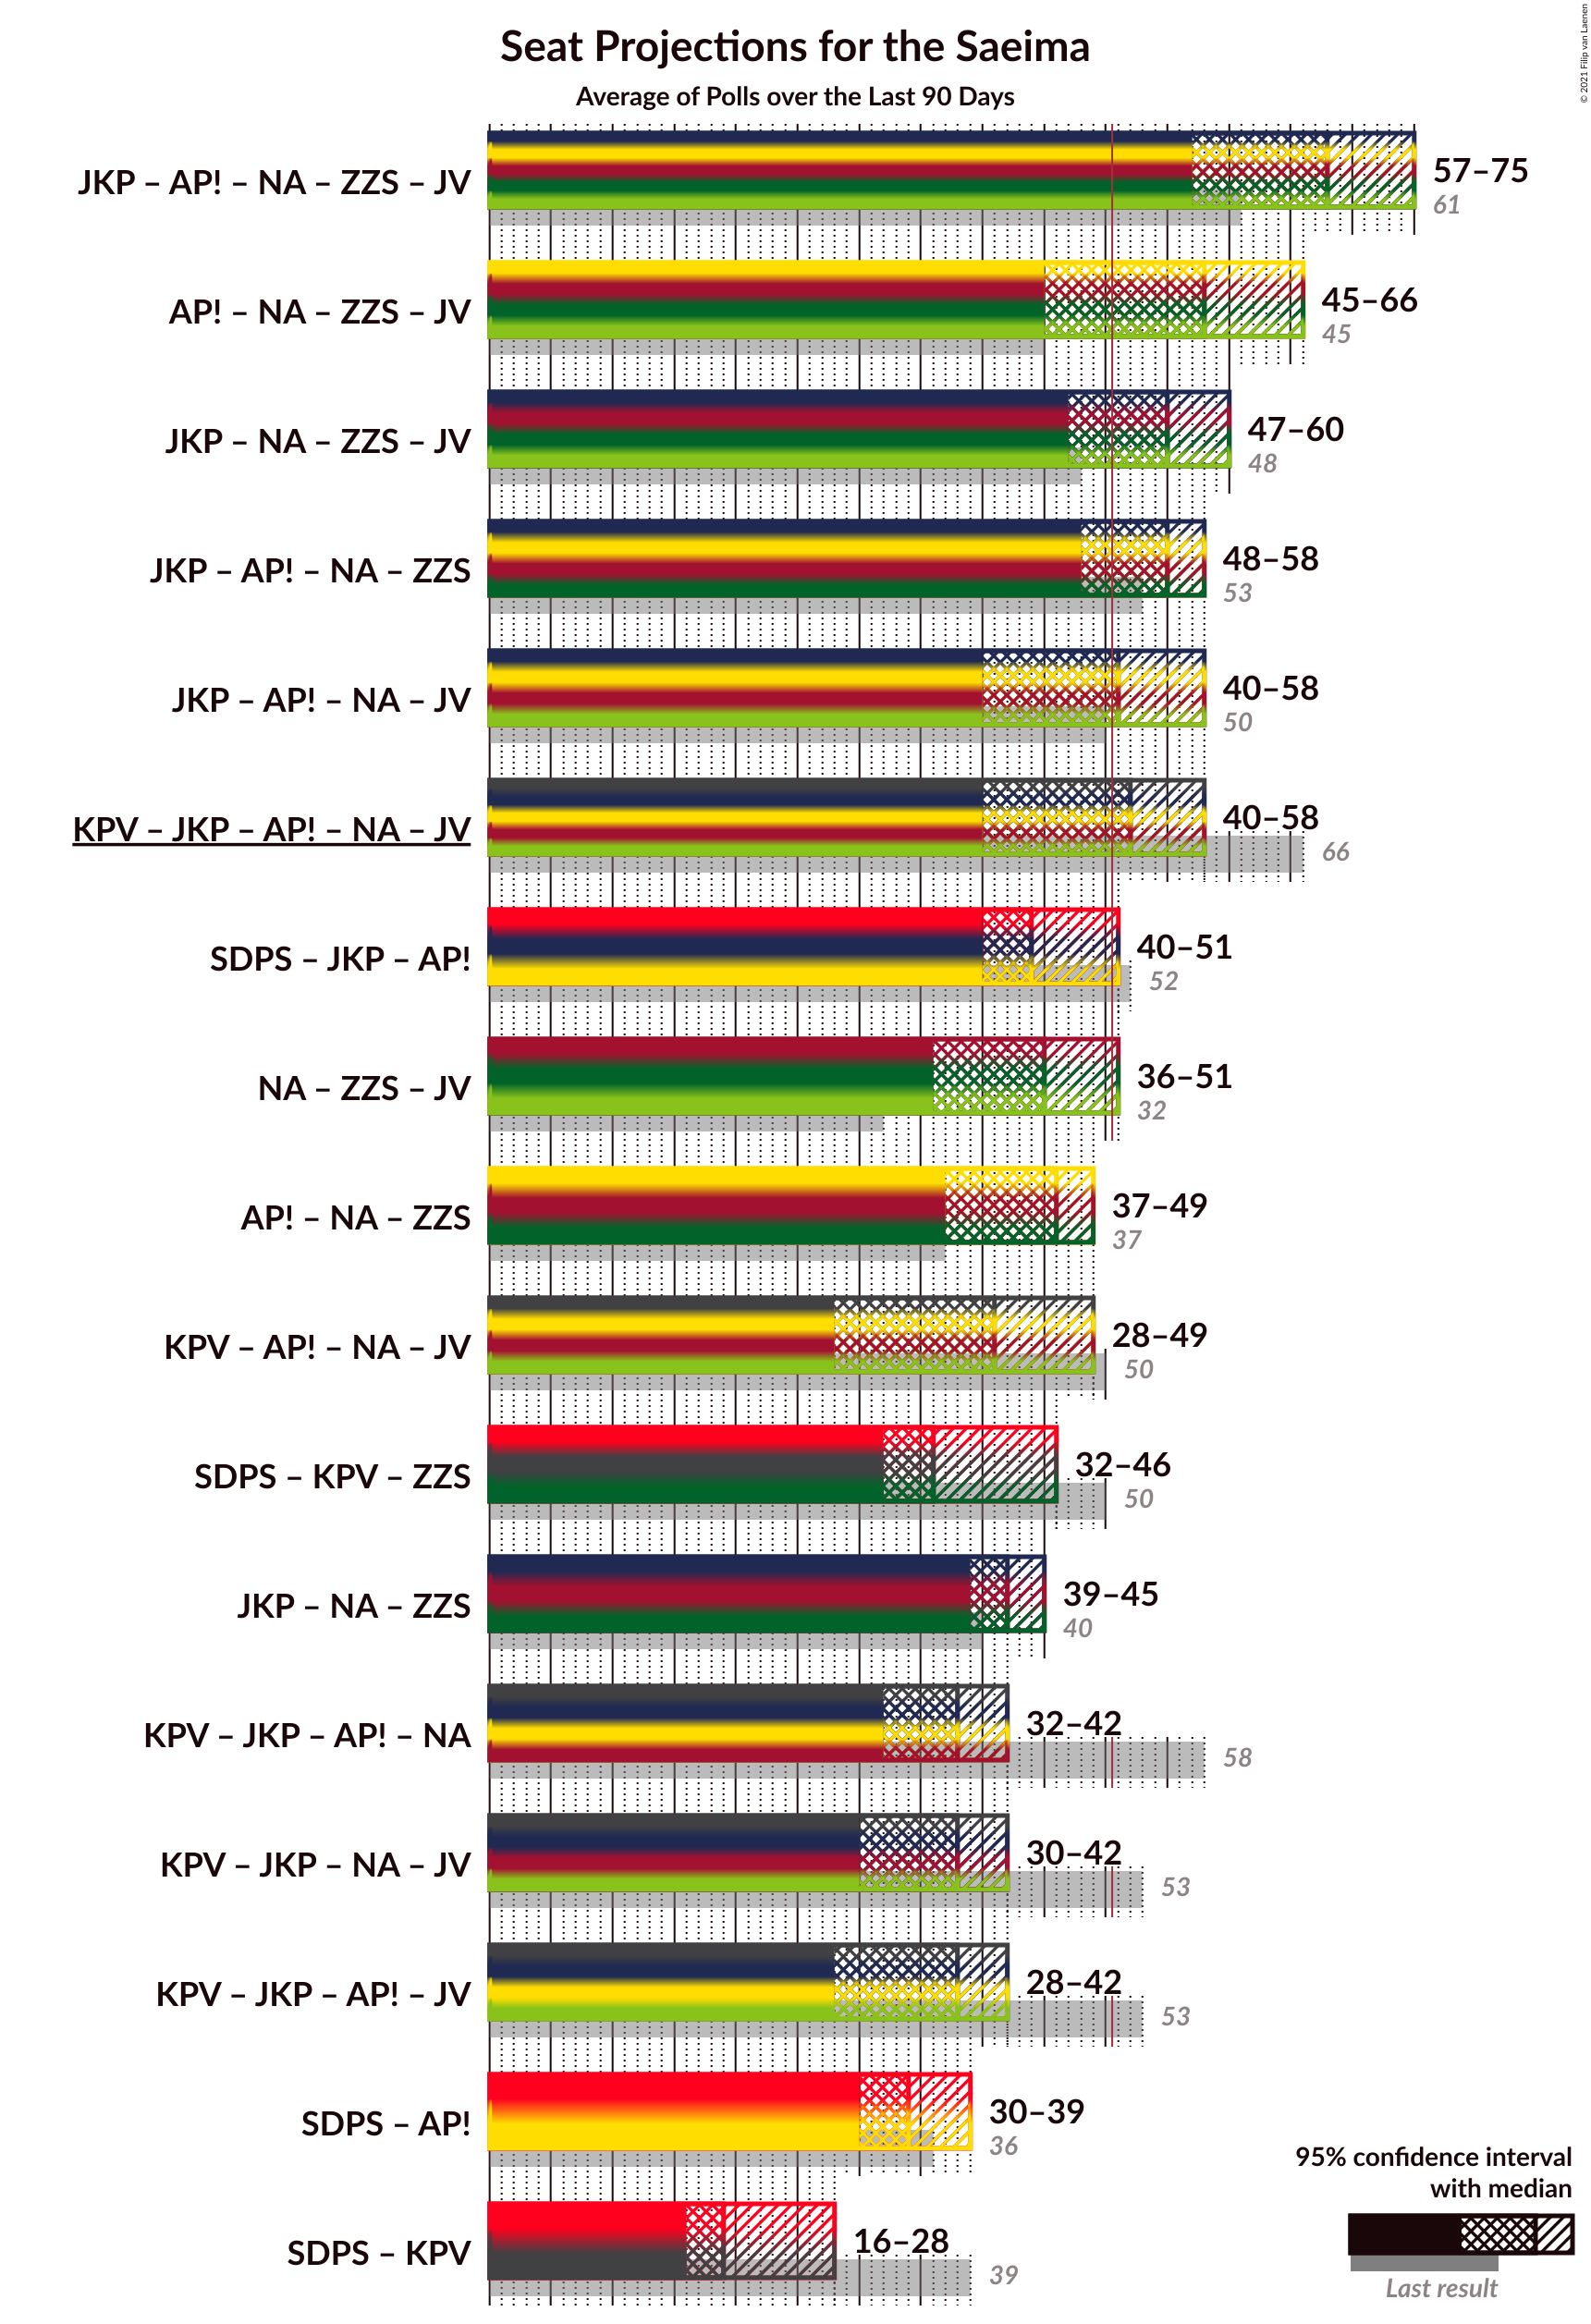 Seat Projections for the Saeima
Average of Polls over the Last 90 Days
© 2021 Filip van Laenen
JKP – AP! – NA – ZZS – JV
57–75
61
AP! – NA – ZZS – JV
45–66
45
JKP – NA – ZZS – JV
47–60
48
JKP – AP! – NA – ZZS
48–58
53
JKP – AP! – NA – JV
40–58
50
KPV – JKP – AP! – NA – JV
40–58
66
SDPS – JKP – AP!
40–51
52
NA – ZZS – JV
36–51
32
AP! – NA – ZZS
37–49
37
KPV – AP! – NA – JV
28–49
50
SDPS – KPV – ZZS
32–46
50
JKP – NA – ZZS
39–45
40
KPV – JKP – AP! – NA
32–42
58
KPV – JKP – NA – JV
30–42
53
KPV – JKP – AP! – JV
28–42
53
SDPS – AP!
30–39
36
SDPS – KPV
16–28
39
95% confidence interval
with median
Last result